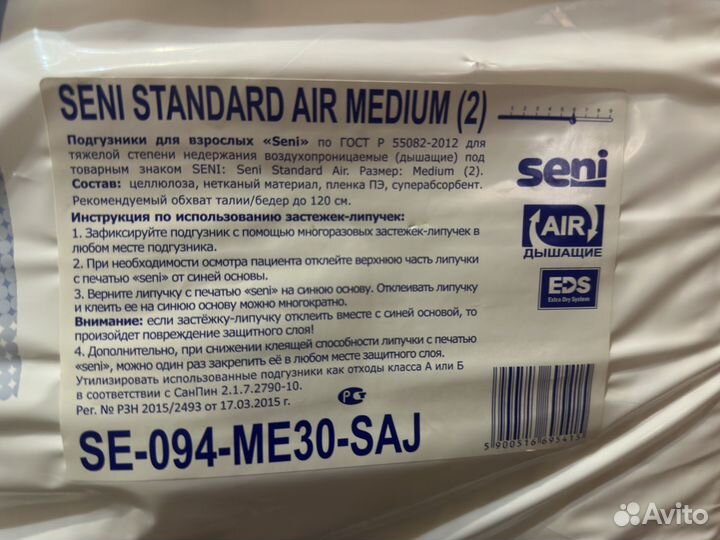 SENI STANDARD AIR MEDIUM (2)
Подгузники для взрослых «Seni» по ГОСТ Р 55082-2012 для
тяжелой степени недержания воздухопроницаемые (дышащие) под
товарным знаком SENI: Seni Standard Air. Размер: Medium (2).
Состав: целлюлоза, нетканый материал, пленка ПЭ, суперабсорбент.
Рекомендуемый обхват талии/бедер до 120 см.
Инструкция по использованию застежек-липучек:
1. Зафиксируйте подгузник с помощью многоразовых застежек-липучек в
любом месте подгузника.
2. При необходимости осмотра пациента отклейте верхнюю часть липучки
с печатью «seni» от синей основы.
3. Верните липучку с печатью «seni» на синюю основу. Отклеивать липучку
и клеить ее на синюю основу можно многократно.
Внимание: если застёжку-липучку отклеить вместе с синей основой, то
произойдет повреждение защитного слоя!
4. Дополнительно, при снижении клеящей способности липучки с печатью
«seni», можно один раз закрепить её в любом месте защитного слоя.
Утилизировать использованные подгузники как отходы класса А или Б
в соответствии с СанПин 2.1.7.2790-10.
Рег. № РЗН 2015/2493 от 17.03.2015 г.
SE-094-ME30-SAJ
seni
AIR
ДЫШАЩИЕ
EDS
Extra Dry System
5 900516 695415
Avito